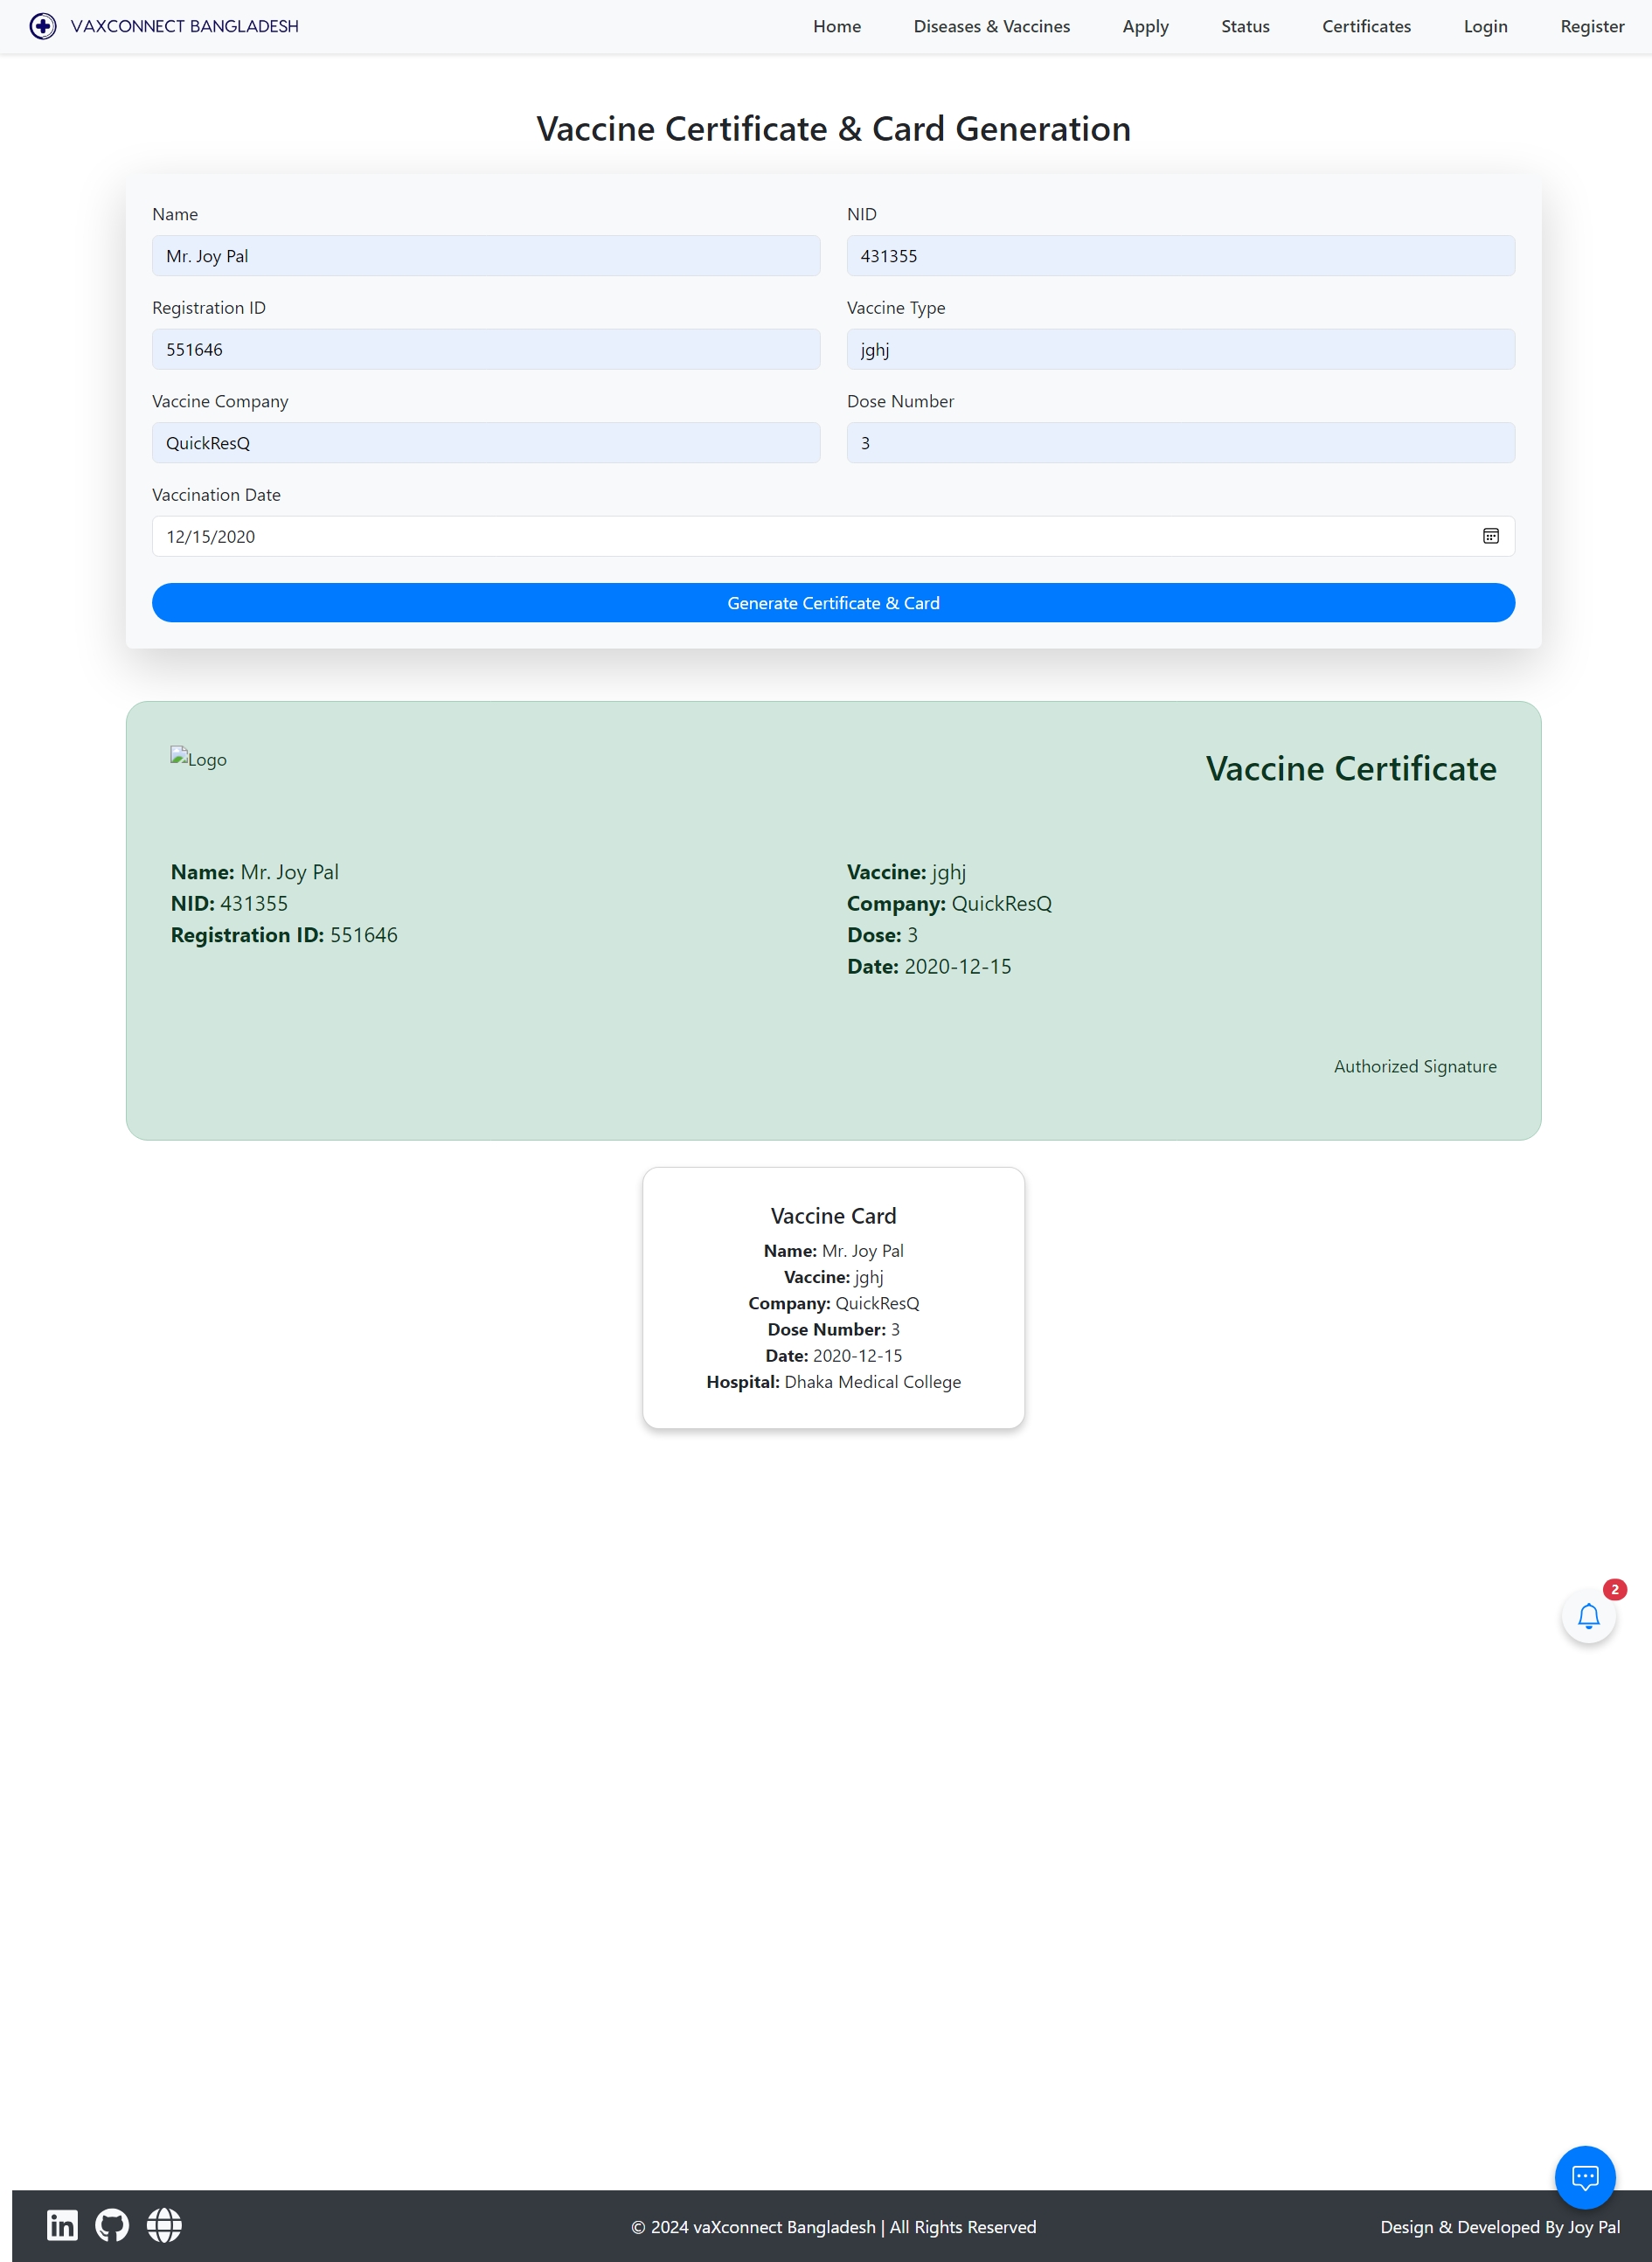 VAXCONNECT BANGLADESH Home Diseases & Vaccines Apply Status Certificates Login Register
Vaccine Certificate & Card Generation
Name NID
Mr. Joy Pal 431355
Registration ID Vaccine Type
551646 jghj
Vaccine Company Dose Number
QuickResQ 3
Vaccination Date
12/15/2020
Generate Certificate & Card
Logo Vaccine Certificate
Name: Mr. Joy Pal Vaccine: jghj
NID: 431355 Company: QuickResQ
Registration ID: 551646 Dose: 3
Date: 2020-12-15
Authorized Signature
Vaccine Card
Name: Mr. Joy Pal
Vaccine: jghj
Company: QuickResQ
Dose Number: 3
Date: 2020-12-15
Hospital: Dhaka Medical College
2
in © 2024 vaXconnect Bangladesh | All Rights Reserved Design & Developed By Joy Pal